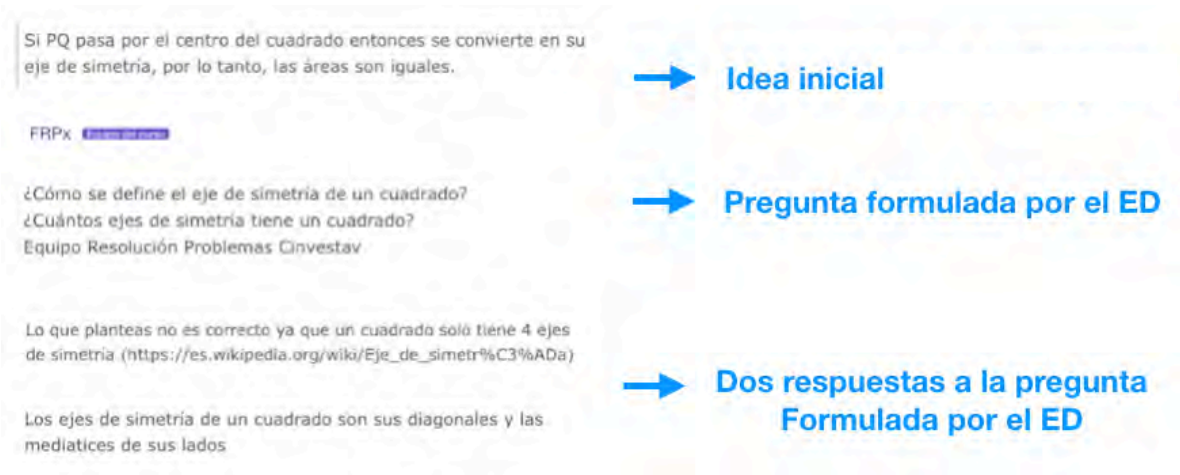 Si PQ pasa por el centro del cuadrado entonces se convierte en su
eje de simetría, por lo tanto, las áreas son iguales.
Idea inicial
FRPx Equipo del curso
¿Cómo se define el eje de simetría de un cuadrado?
¿Cuántos ejes de simetría tiene un cuadrado?
Equipo Resolución Problemas Cinvestav
Pregunta formulada por el ED
Lo que planteas no es correcto ya que un cuadrado solo tiene 4 ejes
de simetría (https://es.wikipedia.org/wiki/Eje_de_simetr%C3%ADa)
Los ejes de simetría de un cuadrado son sus diagonales y las
mediatices de sus lados
Dos respuestas a la pregunta
Formulada por el ED